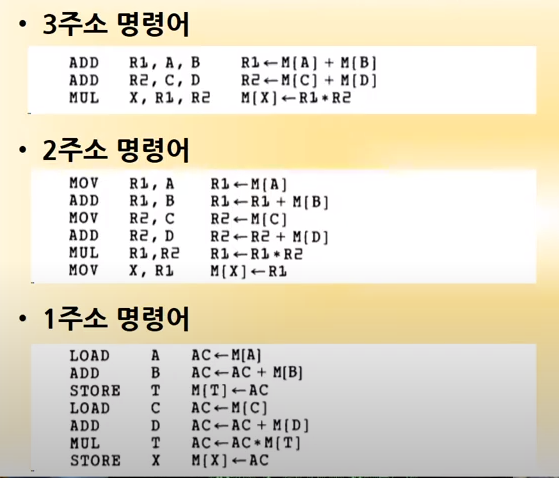 • 3주소 명령어
ADD R1, A, B R1←M[A] + M[B]
ADD R2, C, D R2←M[C] + M[D]
MUL X, R1, R2 M[X]←R1*R2
• 2주소 명령어
MOV R1, A R1←M[A]
ADD R1, B R1←R1 + M[B]
MOV R2, C R2←M[C]
ADD R2, D R2←R2 + M[D]
MUL R1,R2 R1←R1*R2
MOV X, R1 M[X]←R1
• 1주소 명령어
LOAD A AC←M[A]
ADD B AC←AC + M[B]
STORE T M[T]←AC
LOAD C AC←M[C]
ADD D AC←AC + M[D]
MUL T AC←AC*M[T]
STORE X M[X]←AC